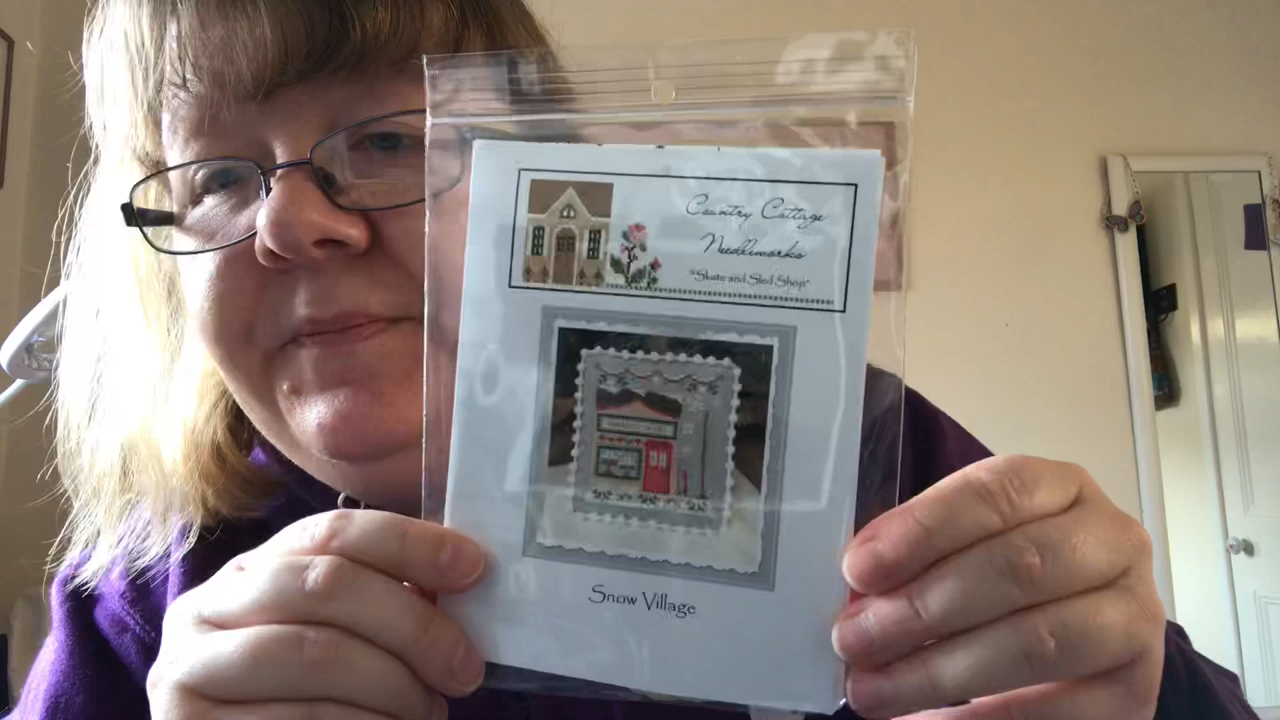 Country Cottage
Needleworks
"Skate and Sled Shop"
Snow Village